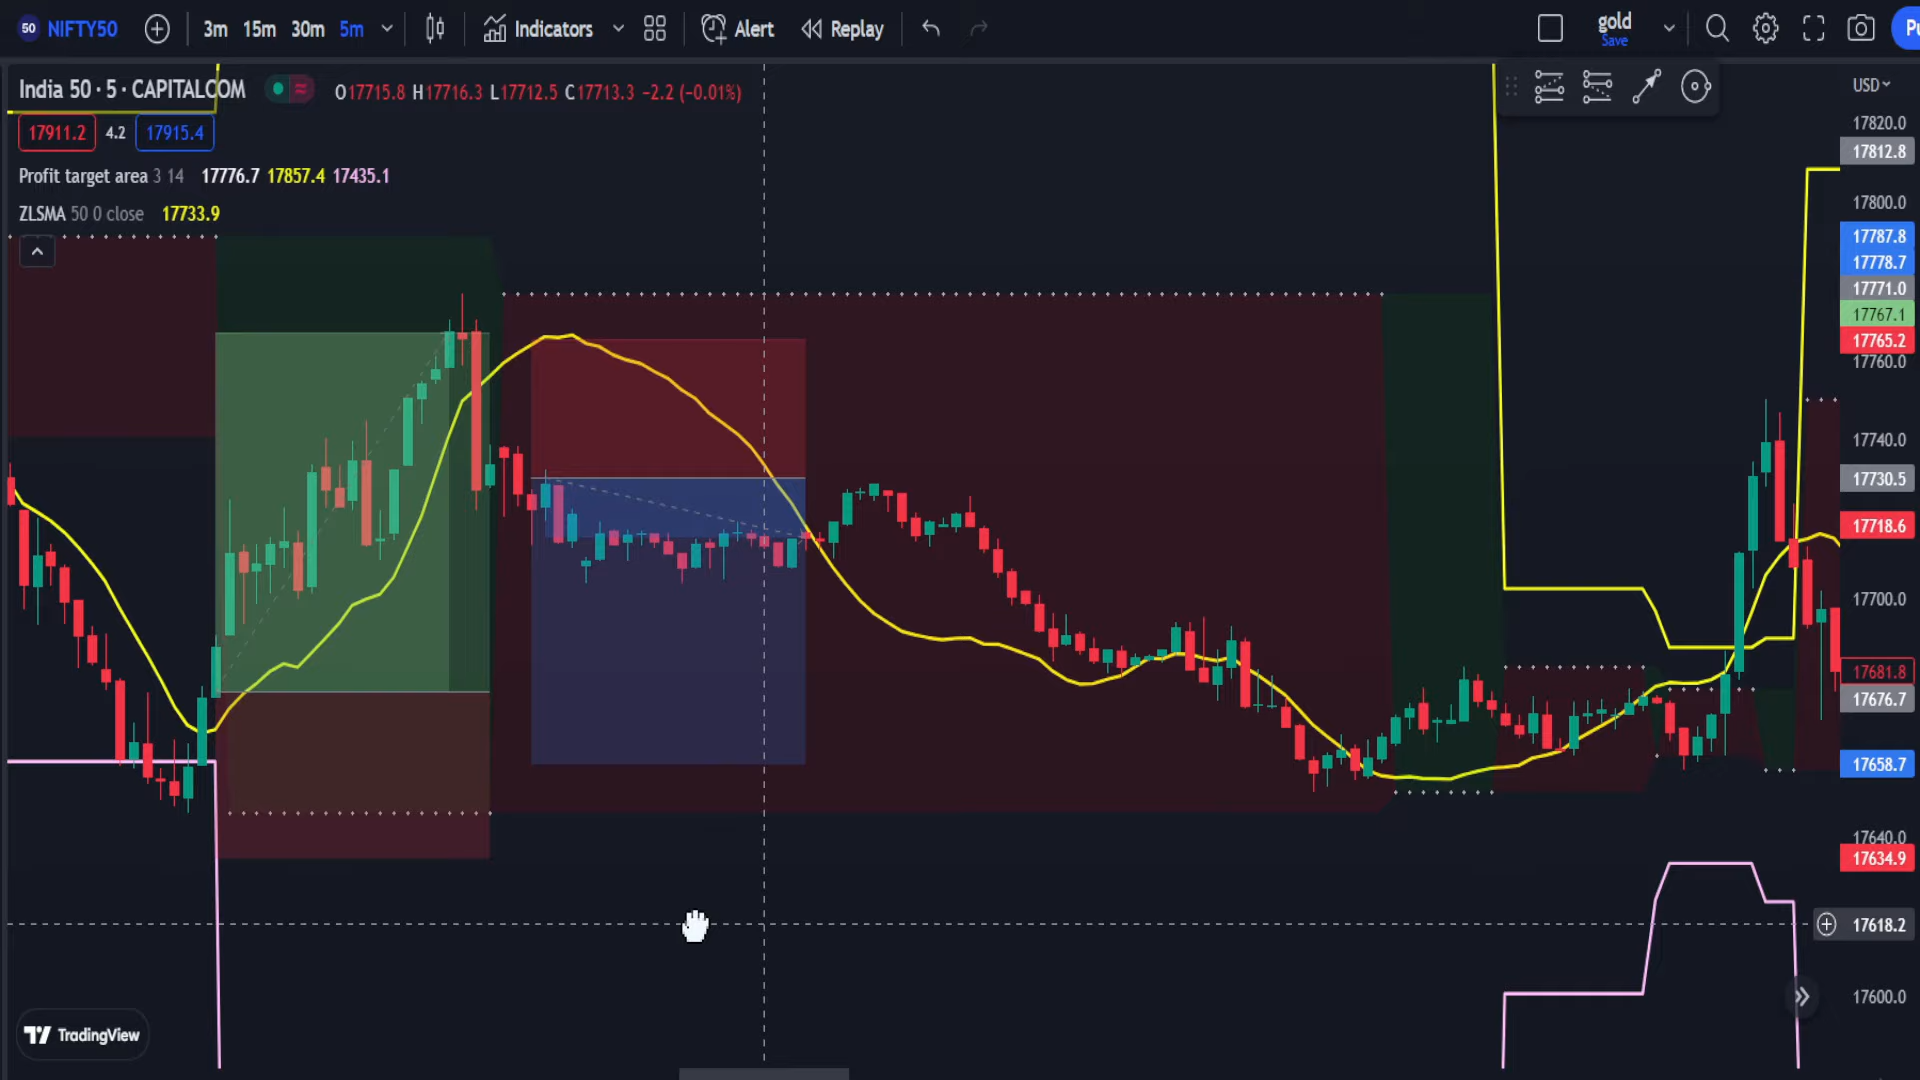 50 NIFTY50 3m 15m 30m 5m Indicators Alert Replay gold
Save
India 50 · 5 · CAPITALCOM O17715.8 H17716.3 L17712.5 C17713.3 −2.2 (−0.01%)
17911.2 4.2 17915.4
Profit target area 3 14 17776.7 17857.4 17435.1
ZLSMA 50 0 close 17733.9
USD
17820.0
17812.8
17800.0
17787.8
17778.7
17771.0
17767.1
17765.2
17760.0
17740.0
17730.5
17718.6
17700.0
17681.8
17676.7
17658.7
17640.0
17634.9
17618.2
17600.0
TradingView